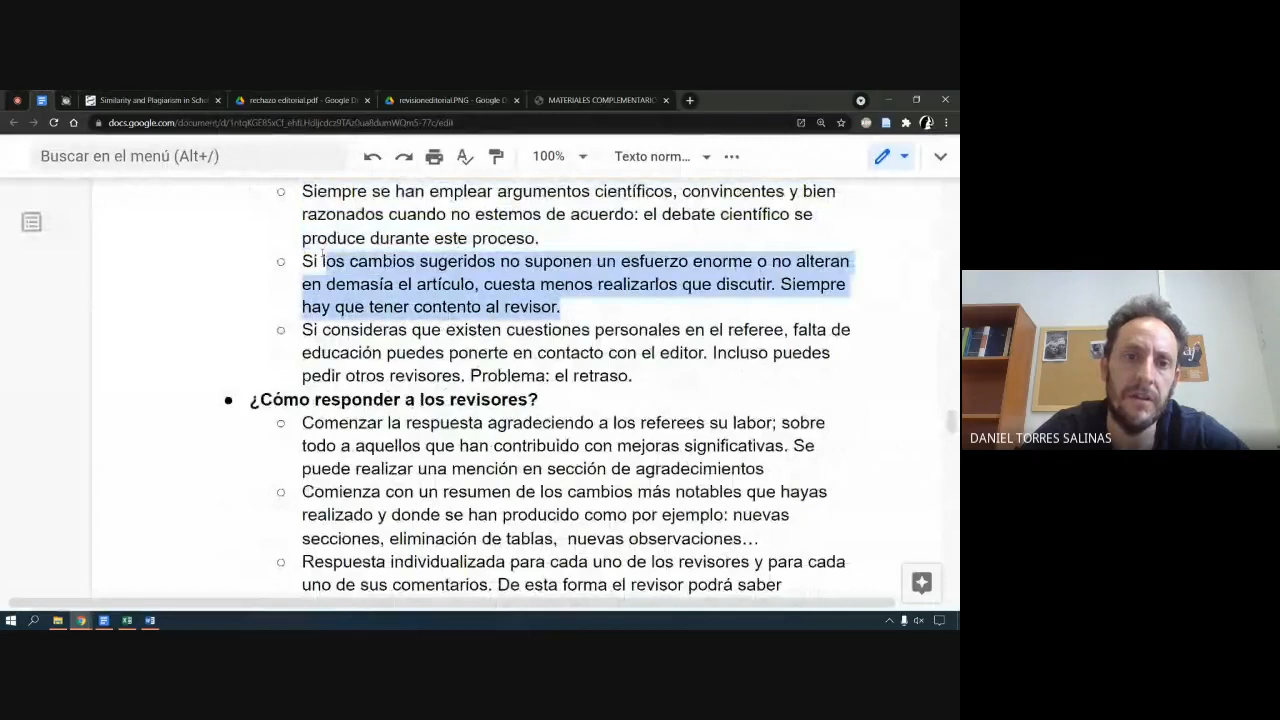 Similarity and Plagiarism in Scho
rechazo editorial.pdf - Google D
revisioneditorial.PNG - Google D
MATERIALES COMPLEMENTARIO
Buscar en el menú (Alt+/)
100%
Texto norm...
Siempre se han emplear argumentos científicos, convincentes y bien
razonados cuando no estemos de acuerdo: el debate científico se
produce durante este proceso.
Si los cambios sugeridos no suponen un esfuerzo enorme o no alteran
en demasía el artículo, cuesta menos realizarlos que discutir. Siempre
hay que tener contento al revisor.
Si consideras que existen cuestiones personales en el referee, falta de
educación puedes ponerte en contacto con el editor. Incluso puedes
pedir otros revisores. Problema: el retraso.
¿Cómo responder a los revisores?
Comenzar la respuesta agradeciendo a los referees su labor; sobre
todo a aquellos que han contribuido con mejoras significativas. Se
puede realizar una mención en sección de agradecimientos
Comienza con un resumen de los cambios más notables que hayas
realizado y donde se han producido como por ejemplo: nuevas
secciones, eliminación de tablas,  nuevas observaciones…
Respuesta individualizada para cada uno de los revisores y para cada
uno de sus comentarios. De esta forma el revisor podrá saber
DANIEL TORRES SALINAS